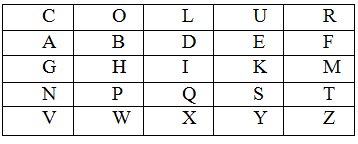 C O L U R
A B D E F
G H I K M
N P Q S T
V W X Y Z